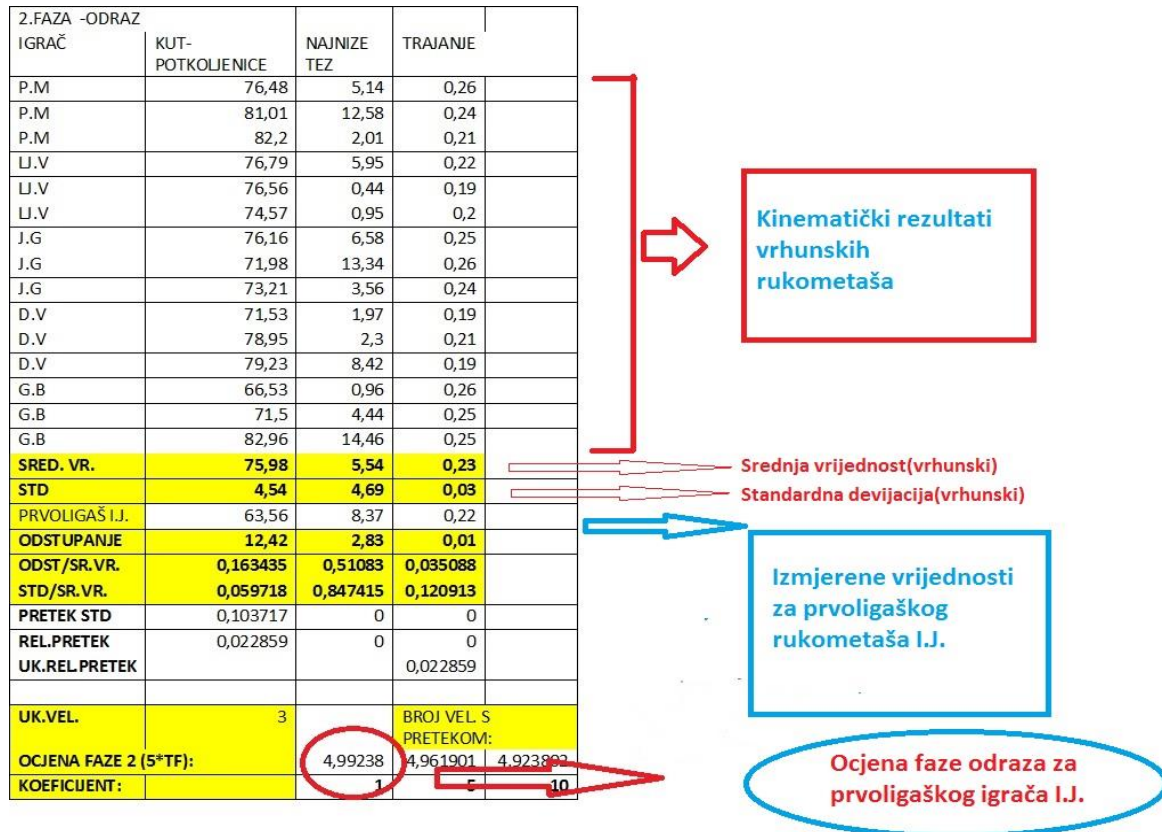 2.FAZA -ODRAZ
IGRAČ KUT- NAJNIZE TRAJANJE
POTKOLJENICE TEZ
P.M 76,48 5,14 0,26
P.M 81,01 12,58 0,24
P.M 82,2 2,01 0,21
LJ.V 76,79 5,95 0,22
LJ.V 76,56 0,44 0,19
LJ.V 74,57 0,95 0,2
J.G 76,16 6,58 0,25
J.G 71,98 13,34 0,26
J.G 73,21 3,56 0,24
D.V 71,53 1,97 0,19
D.V 78,95 2,3 0,21
D.V 79,23 8,42 0,19
G.B 66,53 0,96 0,26
G.B 71,5 4,44 0,25
G.B 82,96 14,46 0,25
SRED. VR. 75,98 5,54 0,23
STD 4,54 4,69 0,03
PRVOLIGAŠ I.J. 63,56 8,37 0,22
ODSTUPANJE 12,42 2,83 0,01
ODST/SR.VR. 0,163435 0,51083 0,035088
STD/SR.VR. 0,059718 0,847415 0,120913
PRETEK STD 0,103717 0 0
REL.PRETEK 0,022859 0 0
UK.REL.PRETEK 0,022859
UK.VEL. 3 BROJ VEL. S
PRETEKOM:
OCJENA FAZE 2 (5*TF): 4,99238 4,961901
KOEFICIJENT: 1 5 10
Kinematički rezultati
vrhunskih
rukometaša
Srednja vrijednost(vrhunski)
Standardna devijacija(vrhunski)
Izmjerene vrijednosti
za prvoligaškog
rukometaša I.J.
Ocjena faze odraza za
prvoligaškog igrača I.J.